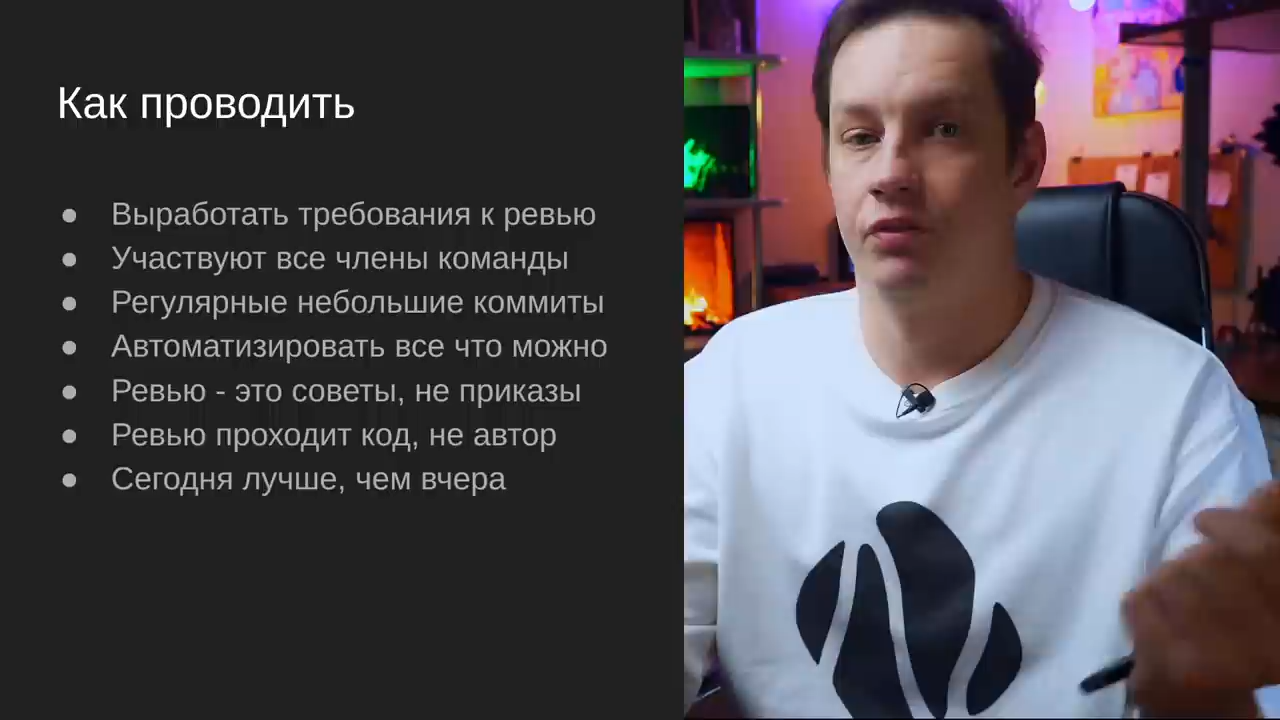 Как проводить
● Выработать требования к ревью
● Участвуют все члены команды
● Регулярные небольшие коммиты
● Автоматизировать все что можно
● Ревью - это советы, не приказы
● Ревью проходит код, не автор
● Сегодня лучше, чем вчера